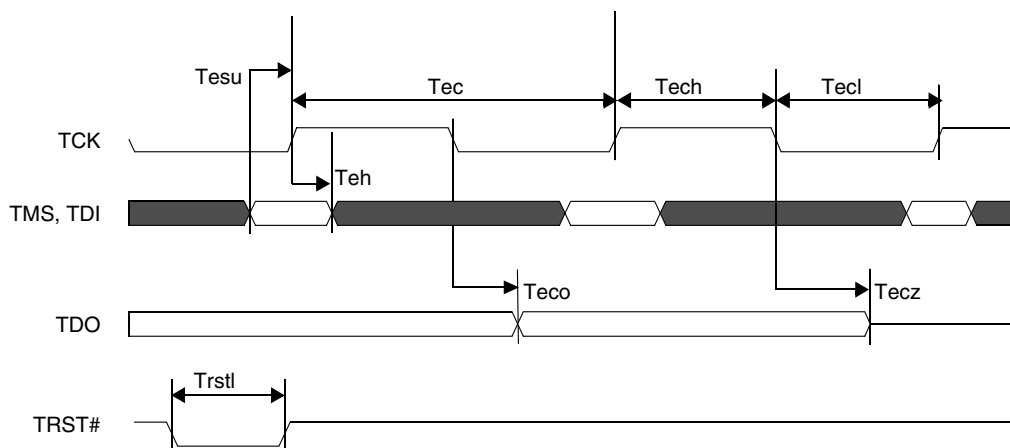 Tesu
Tec
Tech
Tecl
TCK
Teh
TMS, TDI
Teco
Tecz
TDO
Trstl
TRST#